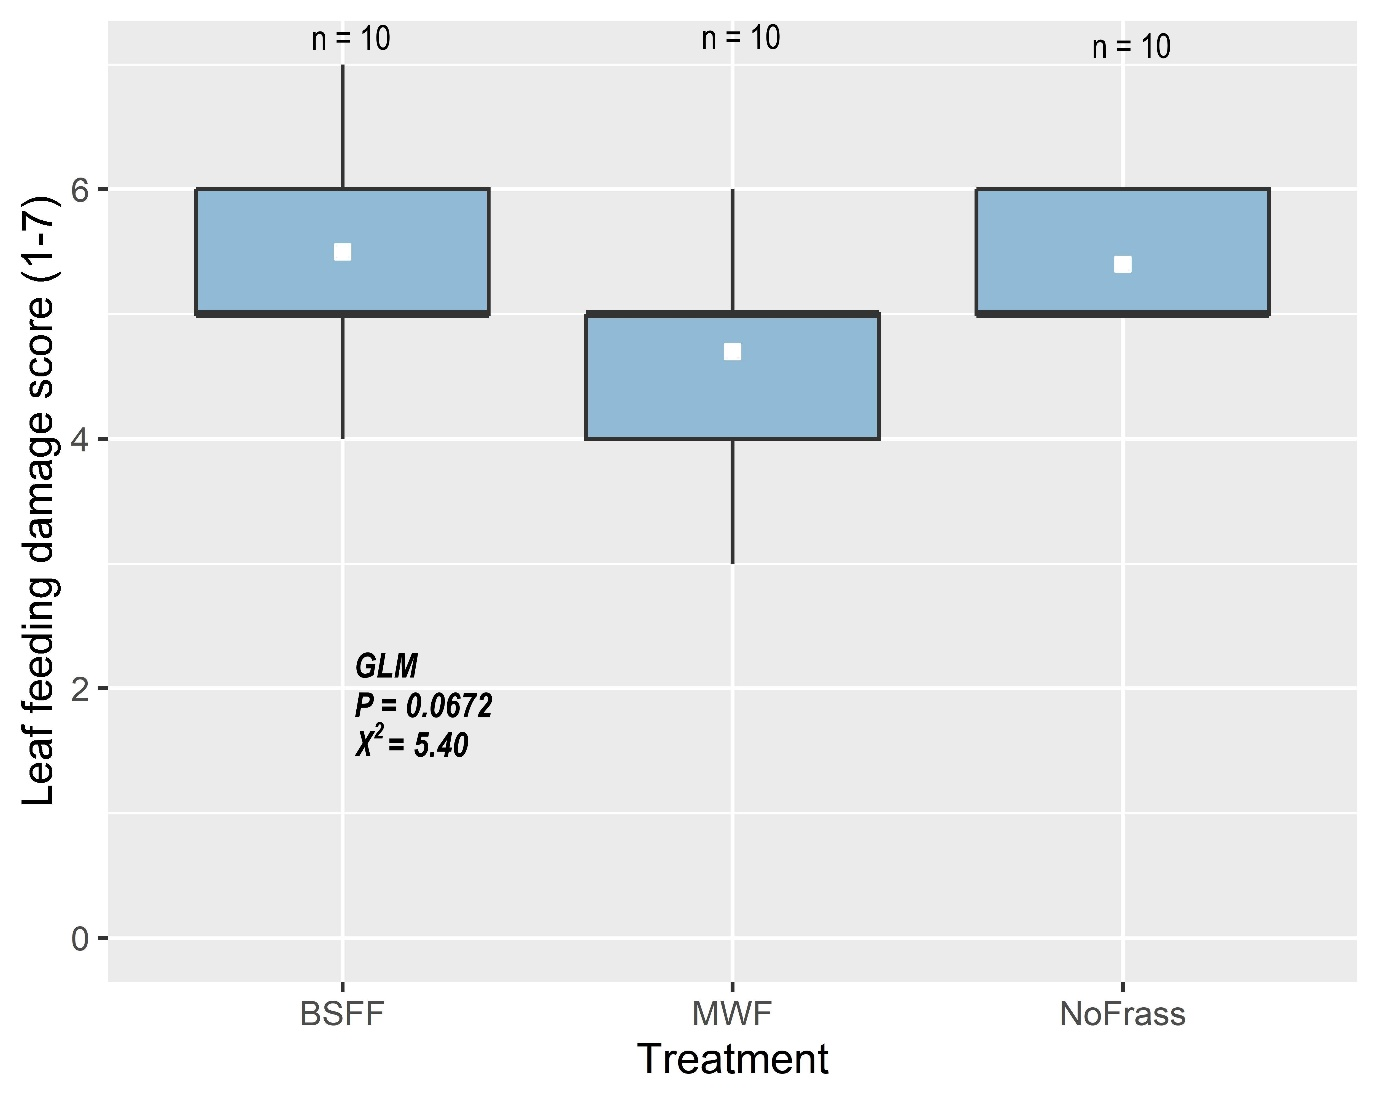 n = 10
n = 10
n = 10
Leaf feeding damage score (1-7)
6
4
2
0
GLM
P = 0.0672
X² = 5.40
BSFF
MWF
NoFrass
Treatment